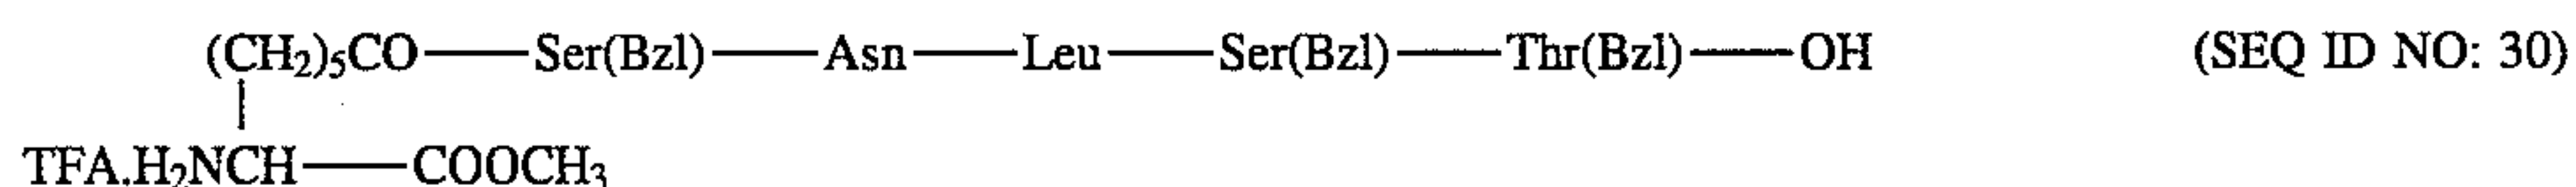 (CH₂)₅CO—Ser(Bzl)—Asn—Leu—Ser(Bzl)—Thr(Bzl)—OH (SEQ ID NO: 30)
TFA.H₂NCH—COOCH₃